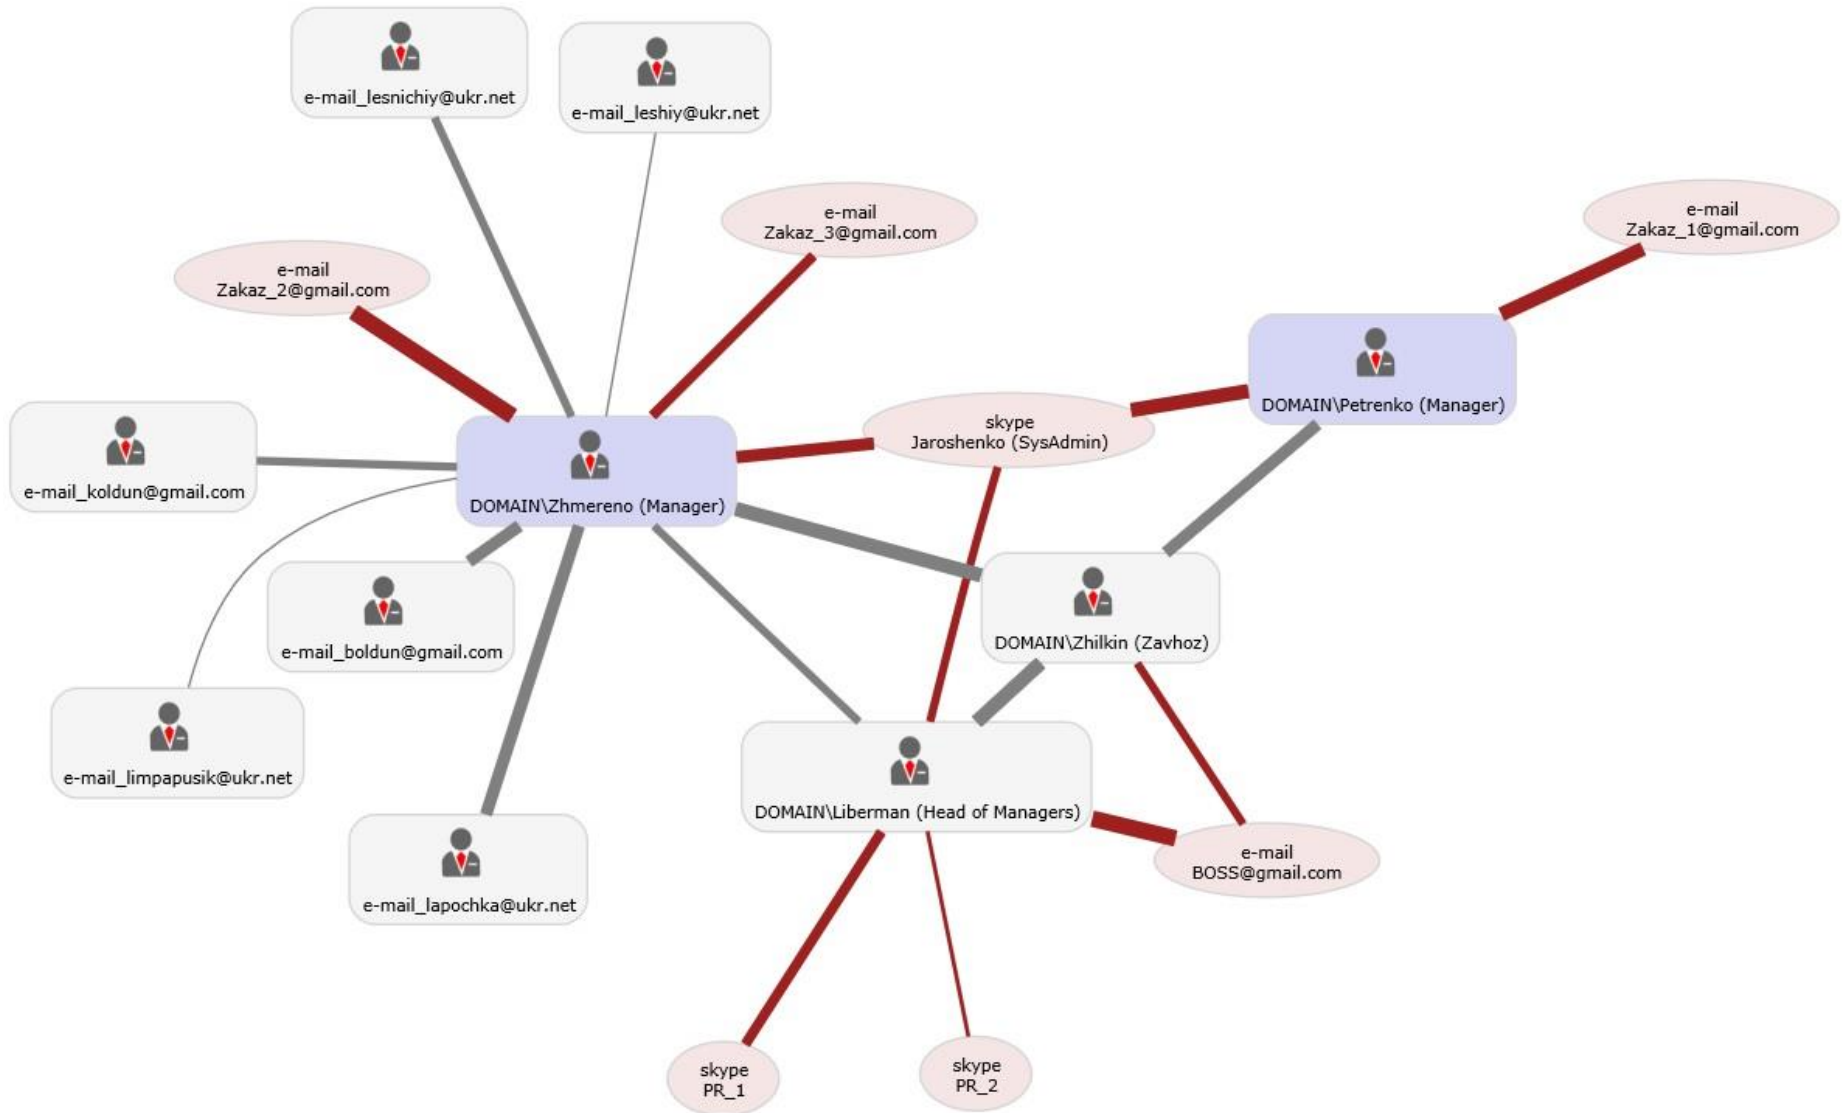 e-mail_lesnichiy@ukr.net
e-mail_leshiy@ukr.net
e-mail
Zakaz_3@gmail.com
e-mail
Zakaz_1@gmail.com
e-mail
Zakaz_2@gmail.com
DOMAIN\Petrenko (Manager)
skype
Jaroshenko (SysAdmin)
e-mail_koldun@gmail.com
DOMAIN\Zhmereno (Manager)
DOMAIN\Zhilkin (Zavhoz)
e-mail_boldun@gmail.com
e-mail_limpapusik@ukr.net
DOMAIN\Liberman (Head of Managers)
e-mail
BOSS@gmail.com
e-mail_lapochka@ukr.net
skype
PR_1
skype
PR_2